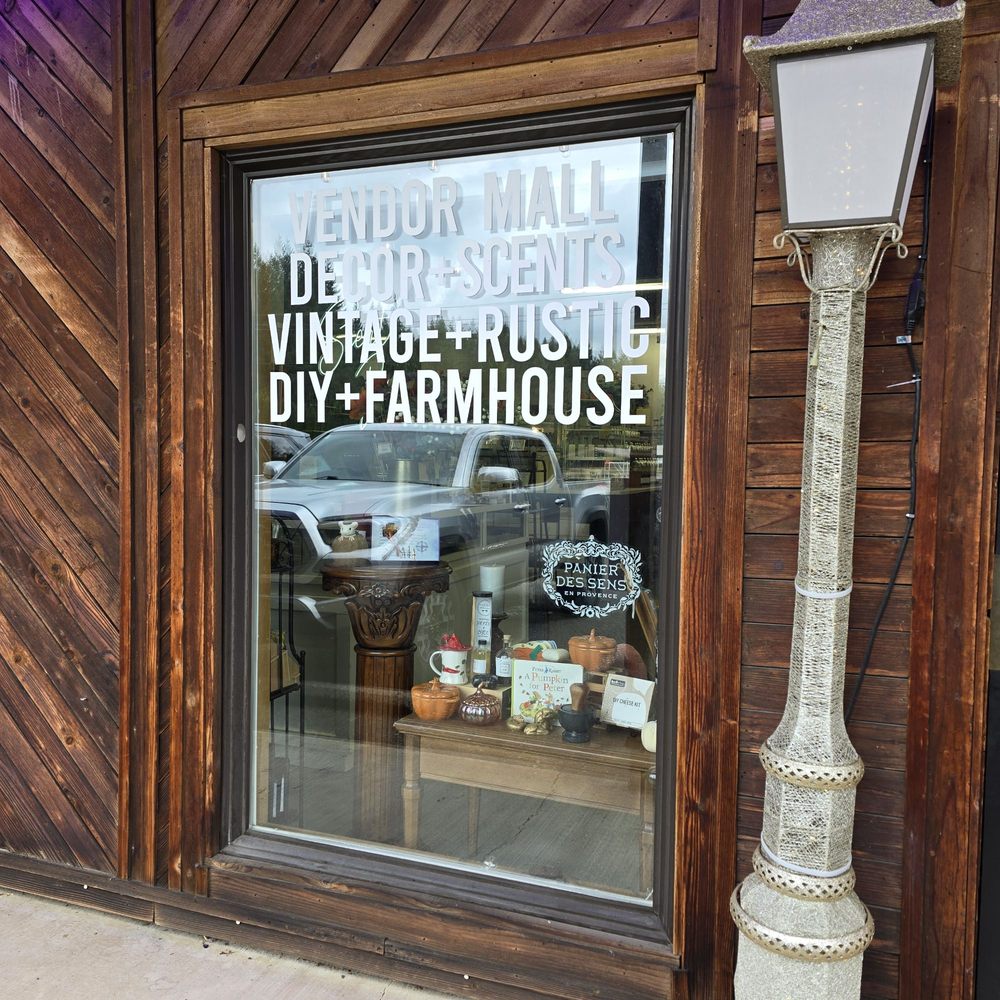 VENDOR MALL
DECOR+SCENTS
VINTAGE+RUSTIC
DIY+FARMHOUSE
PANIER
DES SENS
EN PROVENCE
A Pumpkin
for Peter
DIY CHEESE KIT